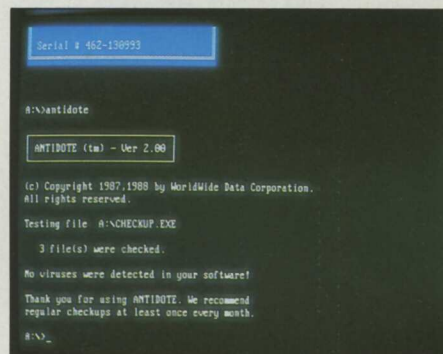 Serial # 462-130993
A:\>antidote
ANTIDOTE (tm) - Ver 2.00
(c) Copyright 1987,1988 by WorldWide Data Corporation.
All rights reserved.
Testing file A:\CHECKUP.EXE
3 file(s) were checked.
No viruses were detected in your software!
Thank you for using ANTIDOTE. We recommend
regular checkups at least once every month.
A:\>_